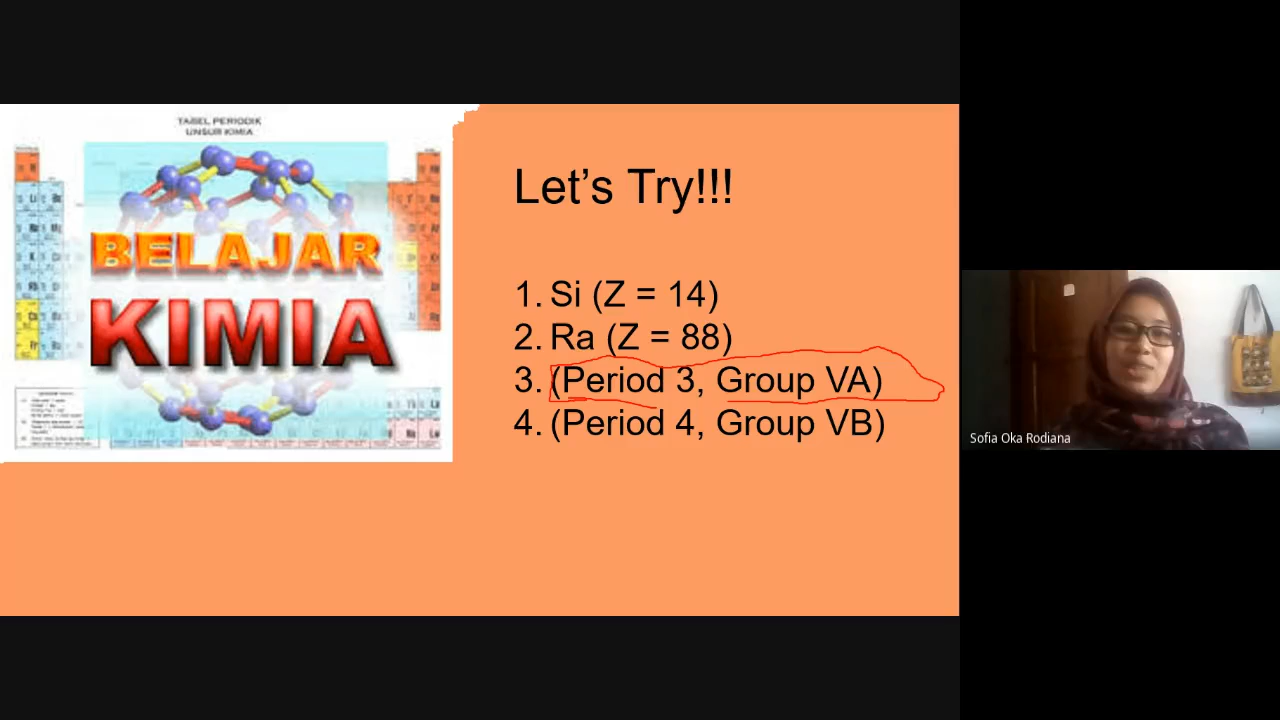 TABEL PERIODIK
UNSUR KIMIA
BELAJAR
KIMIA
Let’s Try!!!
1. Si (Z = 14)
2. Ra (Z = 88)
3. (Period 3, Group VA)
4. (Period 4, Group VB)
Sofia Oka Rodiana